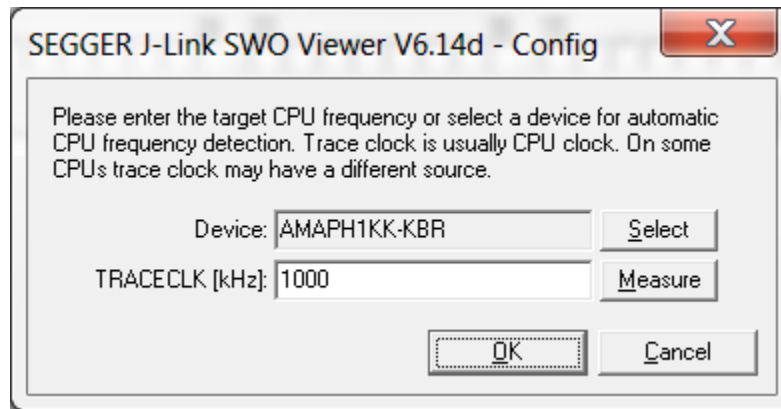 SEGGER J-Link SWO Viewer V6.14d - Config
Please enter the target CPU frequency or select a device for automatic
CPU frequency detection. Trace clock is usually CPU clock. On some
CPUs trace clock may have a different source.
Device: AMAPH1KK-KBR Select
TRACECLK [kHz]: 1000 Measure
OK Cancel